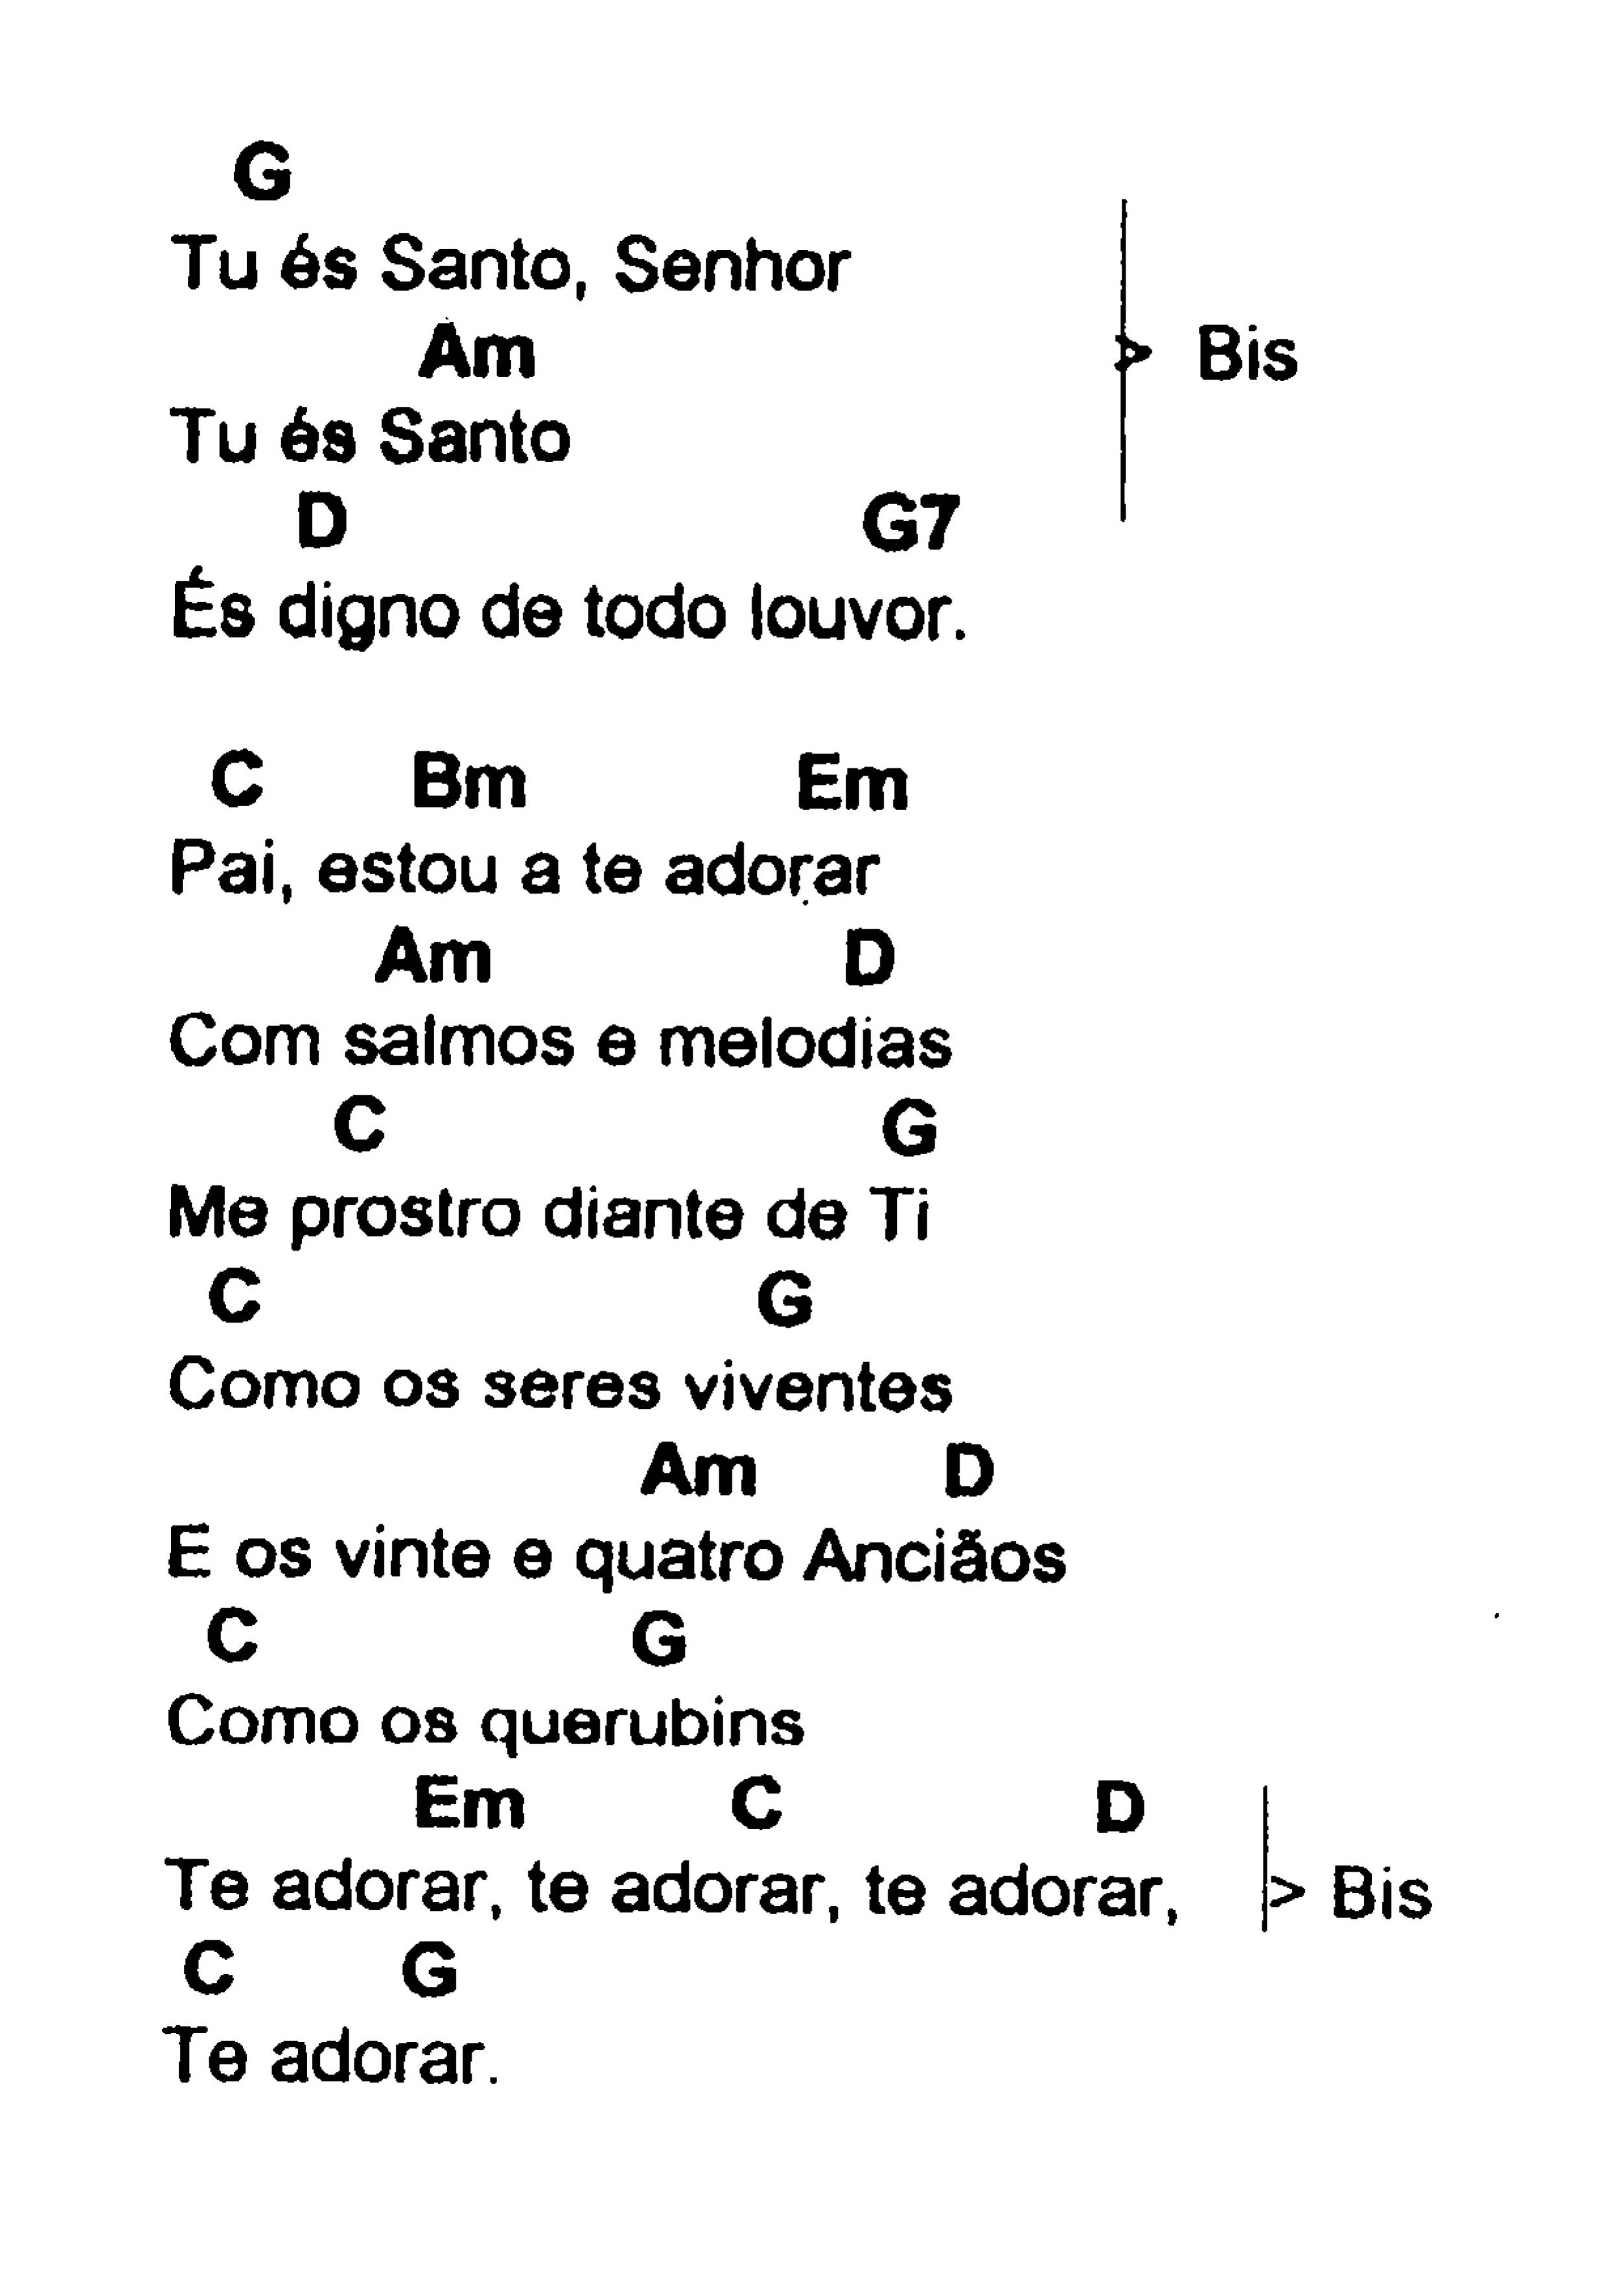 G
Tu és Santo, Senhor
Am
> Bis
Tu és Santo
D G7
És digno de todo louvor.
C Bm Em
Pai, estou a te adorar
Am D
Com salmos e melodias
C G
Me prostro diante de Ti
C G
Como os seres viventes
Am D
E os vinte e quatro Anciãos
C G
Como os querubins
Em C D
Te adorar, te adorar, te adorar, > Bis
C G
Te adorar.